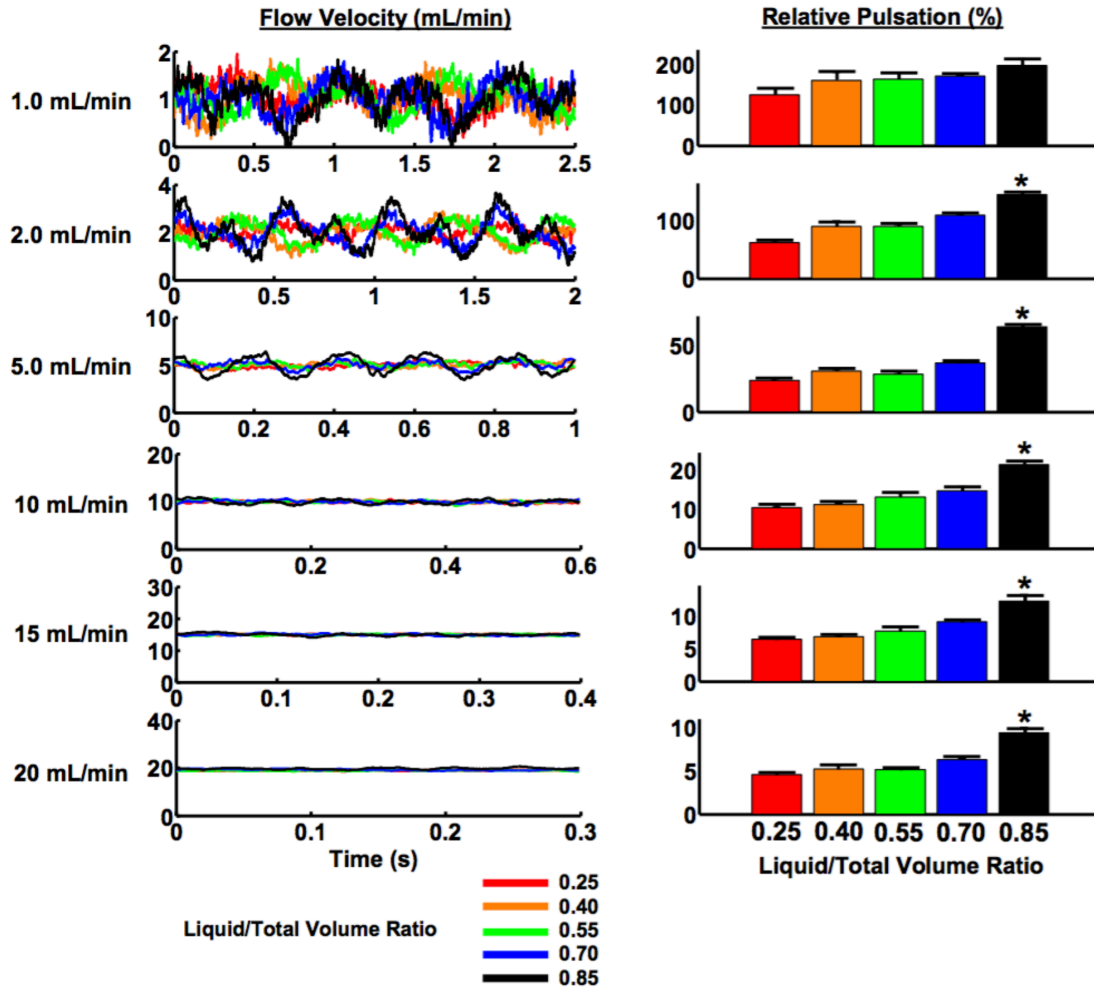 Flow Velocity (mL/min)
Relative Pulsation (%)
1.0 mL/min
2
1
0
0 0.5 1 1.5 2 2.5
200
100
0
2.0 mL/min
4
2
0
0 0.5 1 1.5 2
*
100
0
5.0 mL/min
10
5
0
0 0.2 0.4 0.6 0.8 1
*
50
0
10 mL/min
20
10
0
0 0.2 0.4 0.6
*
20
10
0
15 mL/min
30
20
10
0
0 0.1 0.2 0.3 0.4
*
10
5
0
20 mL/min
40
20
0
0 0.1 0.2 0.3
Time (s)
*
10
5
0
0.25 0.40 0.55 0.70 0.85
Liquid/Total Volume Ratio
Liquid/Total Volume Ratio
0.25
0.40
0.55
0.70
0.85